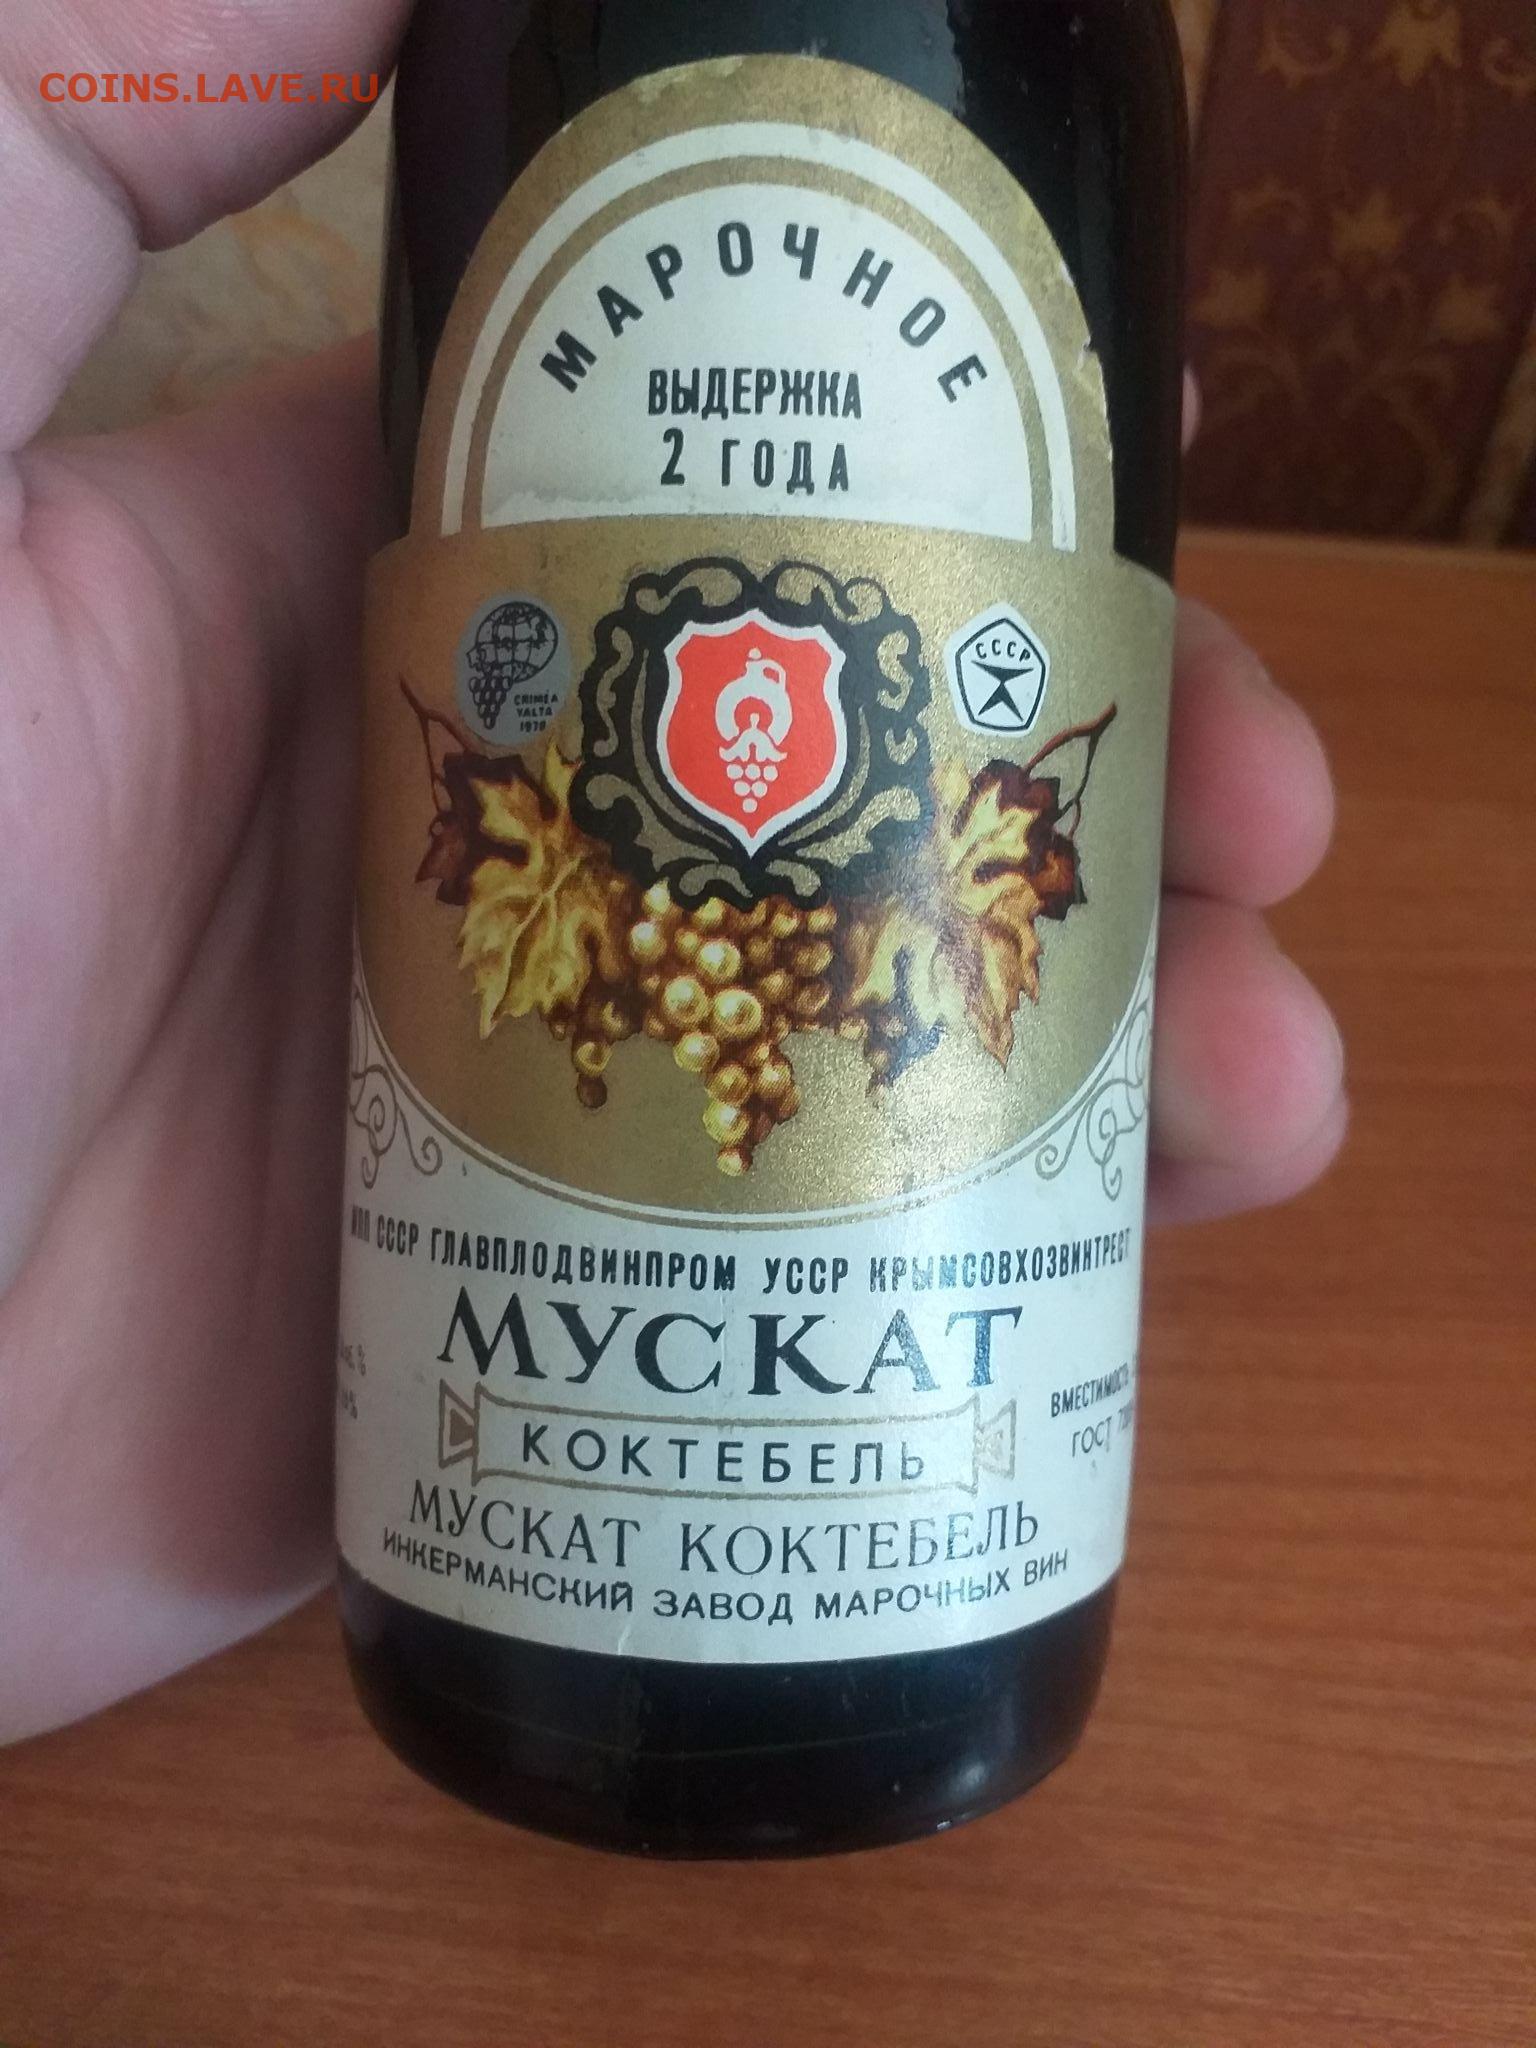 COINS.LAVE.RU
МАРОЧНОЕ
ВЫДЕРЖКА
2 ГОДА
CRIMEA
YALTA
1978
СССР
МПП СССР ГЛАВПЛОДВИНПРОМ УССР КРЫМСОВХОЗВИНТРЕСТ
МУСКАТ
%
ВМЕСТИМОСТЬ
%
ГОСТ
КОКТЕБЕЛЬ
МУСКАТ КОКТЕБЕЛЬ
ИНКЕРМАНСКИЙ ЗАВОД МАРОЧНЫХ ВИН